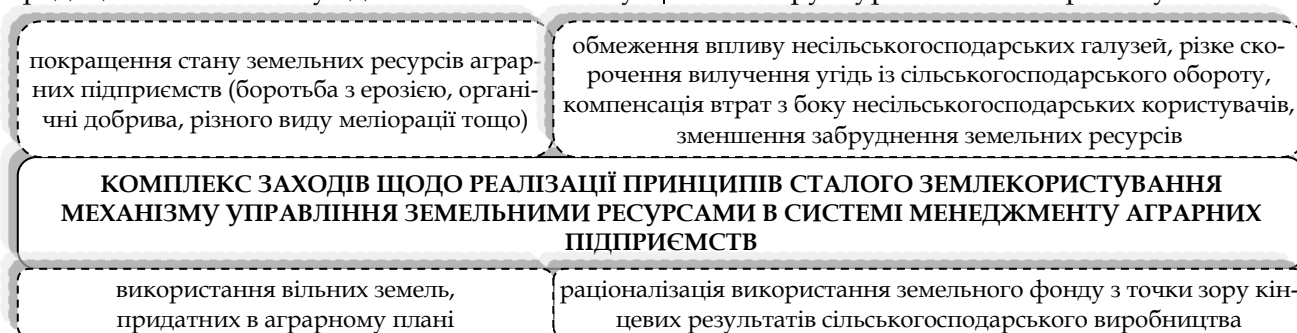 покращення стану земельних ресурсів аграр-
них підприємств (боротьба з ерозією, органі-
чні добрива, різного виду меліорації тощо)
обмеження впливу несільськогосподарських галузей, різке ско-
рочення вилучення угідь із сільськогосподарського обороту,
компенсація втрат з боку несільськогосподарських користувачів,
зменшення забруднення земельних ресурсів
КОМПЛЕКС ЗАХОДІВ ЩОДО РЕАЛІЗАЦІЇ ПРИНЦИПІВ СТАЛОГО ЗЕМЛЕКОРИСТУВАННЯ
МЕХАНІЗМУ УПРАВЛІННЯ ЗЕМЕЛЬНИМИ РЕСУРСАМИ В СИСТЕМІ МЕНЕДЖМЕНТУ АГРАРНИХ
ПІДПРИЄМСТВ
використання вільних земель,
придатних в аграрному плані
раціоналізація використання земельного фонду з точки зору кін-
цевих результатів сільськогосподарського виробництва